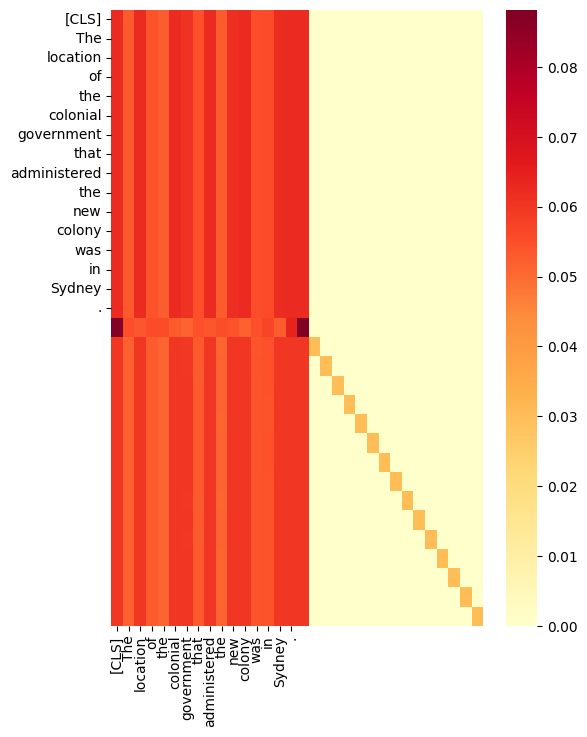 [CLS]
The
location
of
the
colonial
government
that
administered
the
new
colony
was
in
Sydney
.
0.08
0.07
0.06
0.05
0.04
0.03
0.02
0.01
0.00
[CLS]
The
location
of
the
colonial
government
that
administered
the
new
colony
was
in
Sydney
.